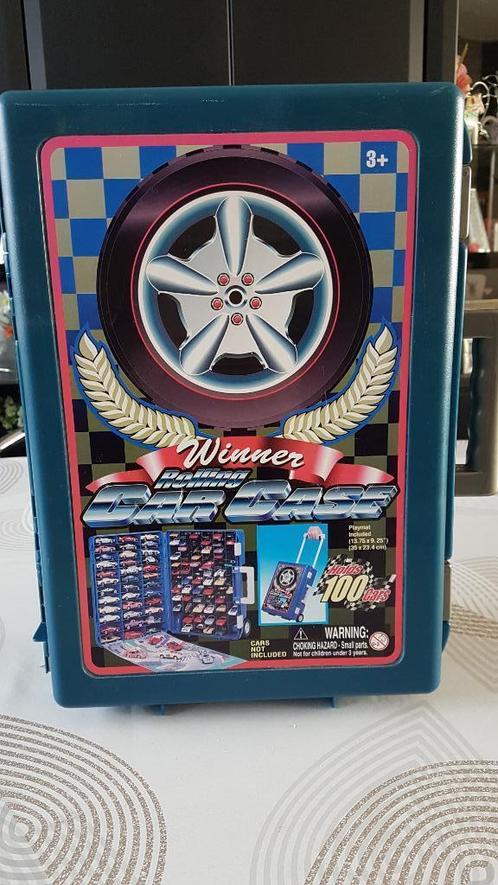 3+
Winner
Rolling
CAR CASE
Playmat
Included
(13.75 x 9.25")
(35 x 23.4 cm)
Holds
100 Cars
CARS
NOT
INCLUDED
WARNING:
CHOKING HAZARD - Small parts.
Not for children under 3 years.